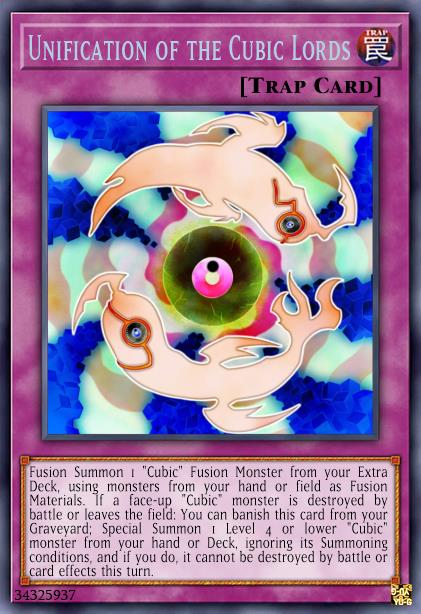 Unification of the Cubic Lords
TRAP
罠
[Trap Card]
Fusion Summon 1 "Cubic" Fusion Monster from your Extra
Deck, using monsters from your hand or field as Fusion
Materials. If a face-up "Cubic" monster is destroyed by
battle or leaves the field: You can banish this card from your
Graveyard; Special Summon 1 Level 4 or lower "Cubic"
monster from your hand or Deck, ignoring its Summoning
conditions, and if you do, it cannot be destroyed by battle or
card effects this turn.
34325937